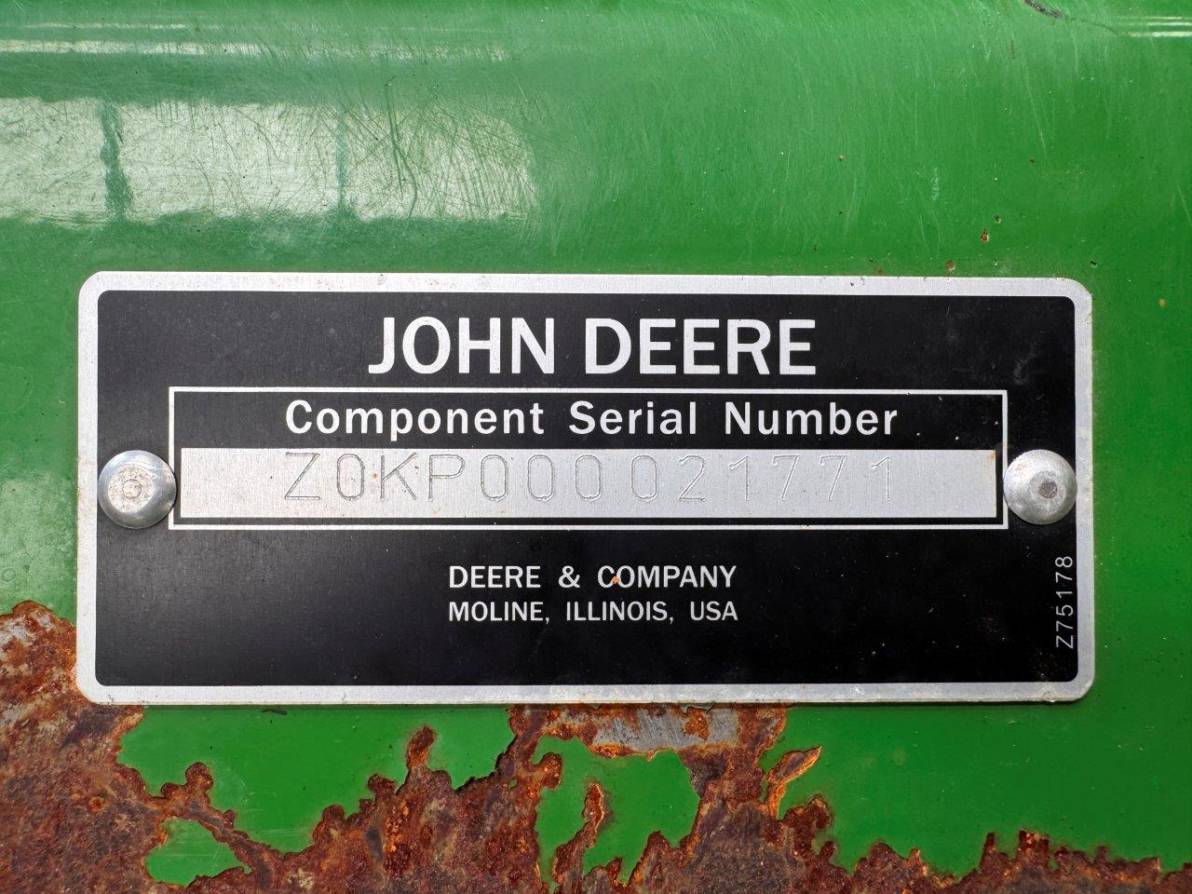 JOHN DEERE
Component Serial Number
Z0KP000021771
DEERE & COMPANY
MOLINE, ILLINOIS, USA
Z75178